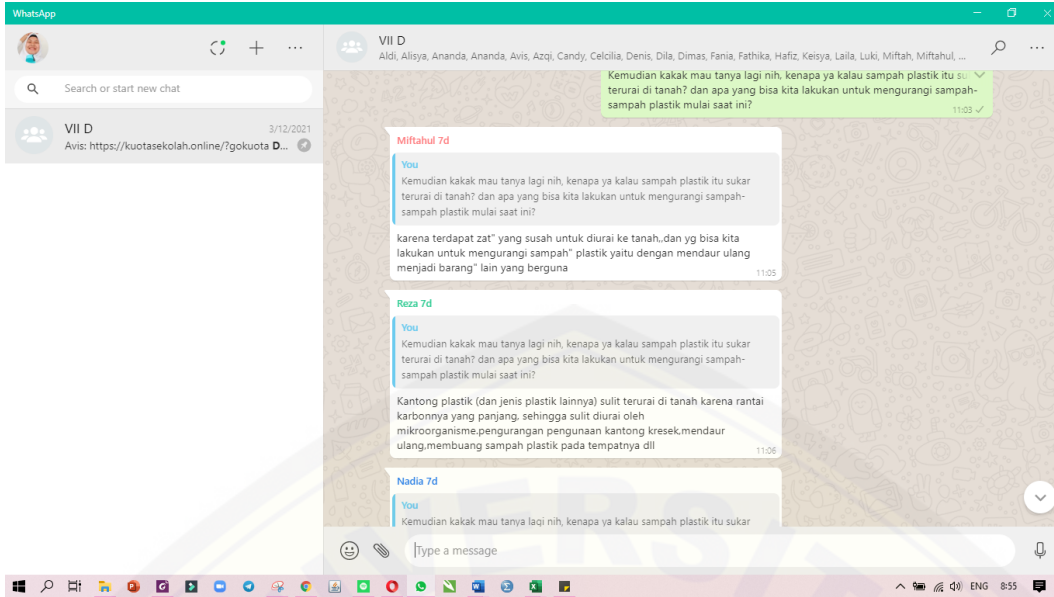 WhatsApp
VII D
Aldi, Alisya, Ananda, Ananda, Avis, Azqi, Candy, Celcilia, Denis, Dila, Dimas, Fania, Fathika, Hafiz, Keisya, Laila, Luki, Miftah, Miftahul, ...
Search or start new chat
VII D 3/12/2021
Avis: https://kuotasekolah.online/?gokuota D...
Kemudian kakak mau tanya lagi nih, kenapa ya kalau sampah plastik itu su
terurai di tanah? dan apa yang bisa kita lakukan untuk mengurangi sampah-
sampah plastik mulai saat ini?
11:03
Miftahul 7d
You
Kemudian kakak mau tanya lagi nih, kenapa ya kalau sampah plastik itu sukar
terurai di tanah? dan apa yang bisa kita lakukan untuk mengurangi sampah-
sampah plastik mulai saat ini?
karena terdapat zat" yang susah untuk diurai ke tanah,,dan yg bisa kita
lakukan untuk mengurangi sampah" plastik yaitu dengan mendaur ulang
menjadi barang" lain yang berguna
11:05
Reza 7d
You
Kemudian kakak mau tanya lagi nih, kenapa ya kalau sampah plastik itu sukar
terurai di tanah? dan apa yang bisa kita lakukan untuk mengurangi sampah-
sampah plastik mulai saat ini?
Kantong plastik (dan jenis plastik lainnya) sulit terurai di tanah karena rantai
karbonnya yang panjang, sehingga sulit diurai oleh
mikroorganisme.pengurangan pengunaan kantong kresek,mendaur
ulang,membuang sampah plastik pada tempatnya dll
11:06
Nadia 7d
You
Kemudian kakak mau tanya lagi nih, kenapa ya kalau sampah plastik itu sukar
Type a message
ENG 8:55